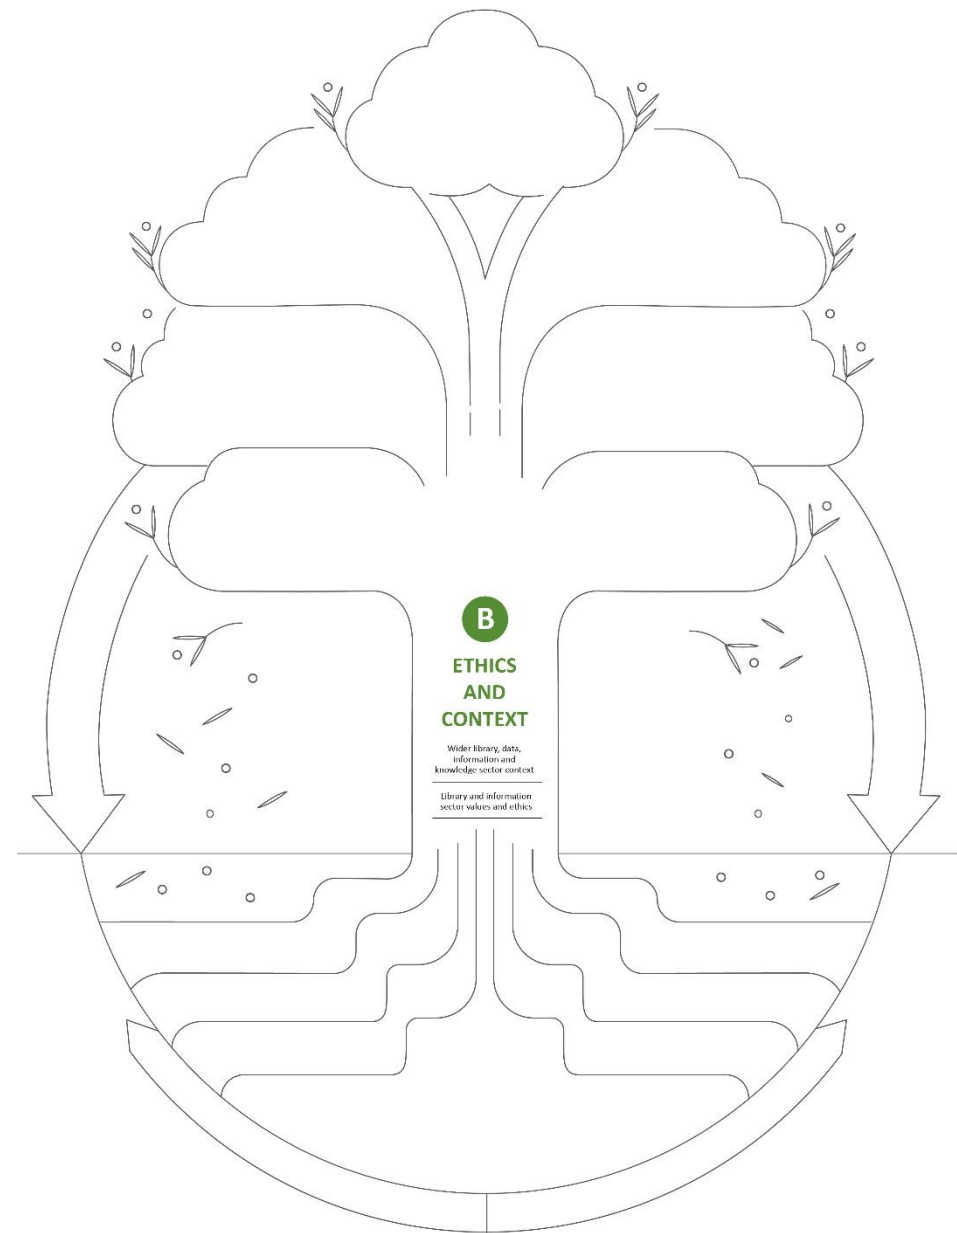 B
ETHICS
AND
CONTEXT
Wider library, data,
information and
knowledge sector context
Library and information
sector values and ethics